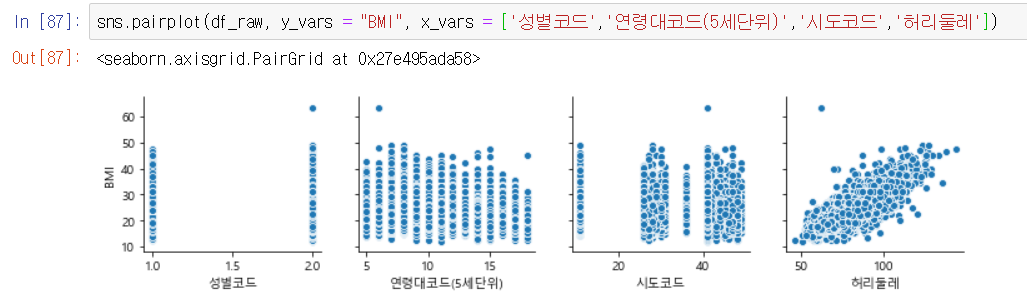 In [87]: sns.pairplot(df_raw, y_vars = "BMI", x_vars = ['성별코드','연령대코드(5세단위)','시도코드','허리둘레'])
Out[87]: <seaborn.axisgrid.PairGrid at 0x27e495ada58>
60
50
40
30
20
10
BMI
1.0 1.5 2.0
성별코드
5 10 15
연령대코드(5세단위)
20 40
시도코드
50 100
허리둘레